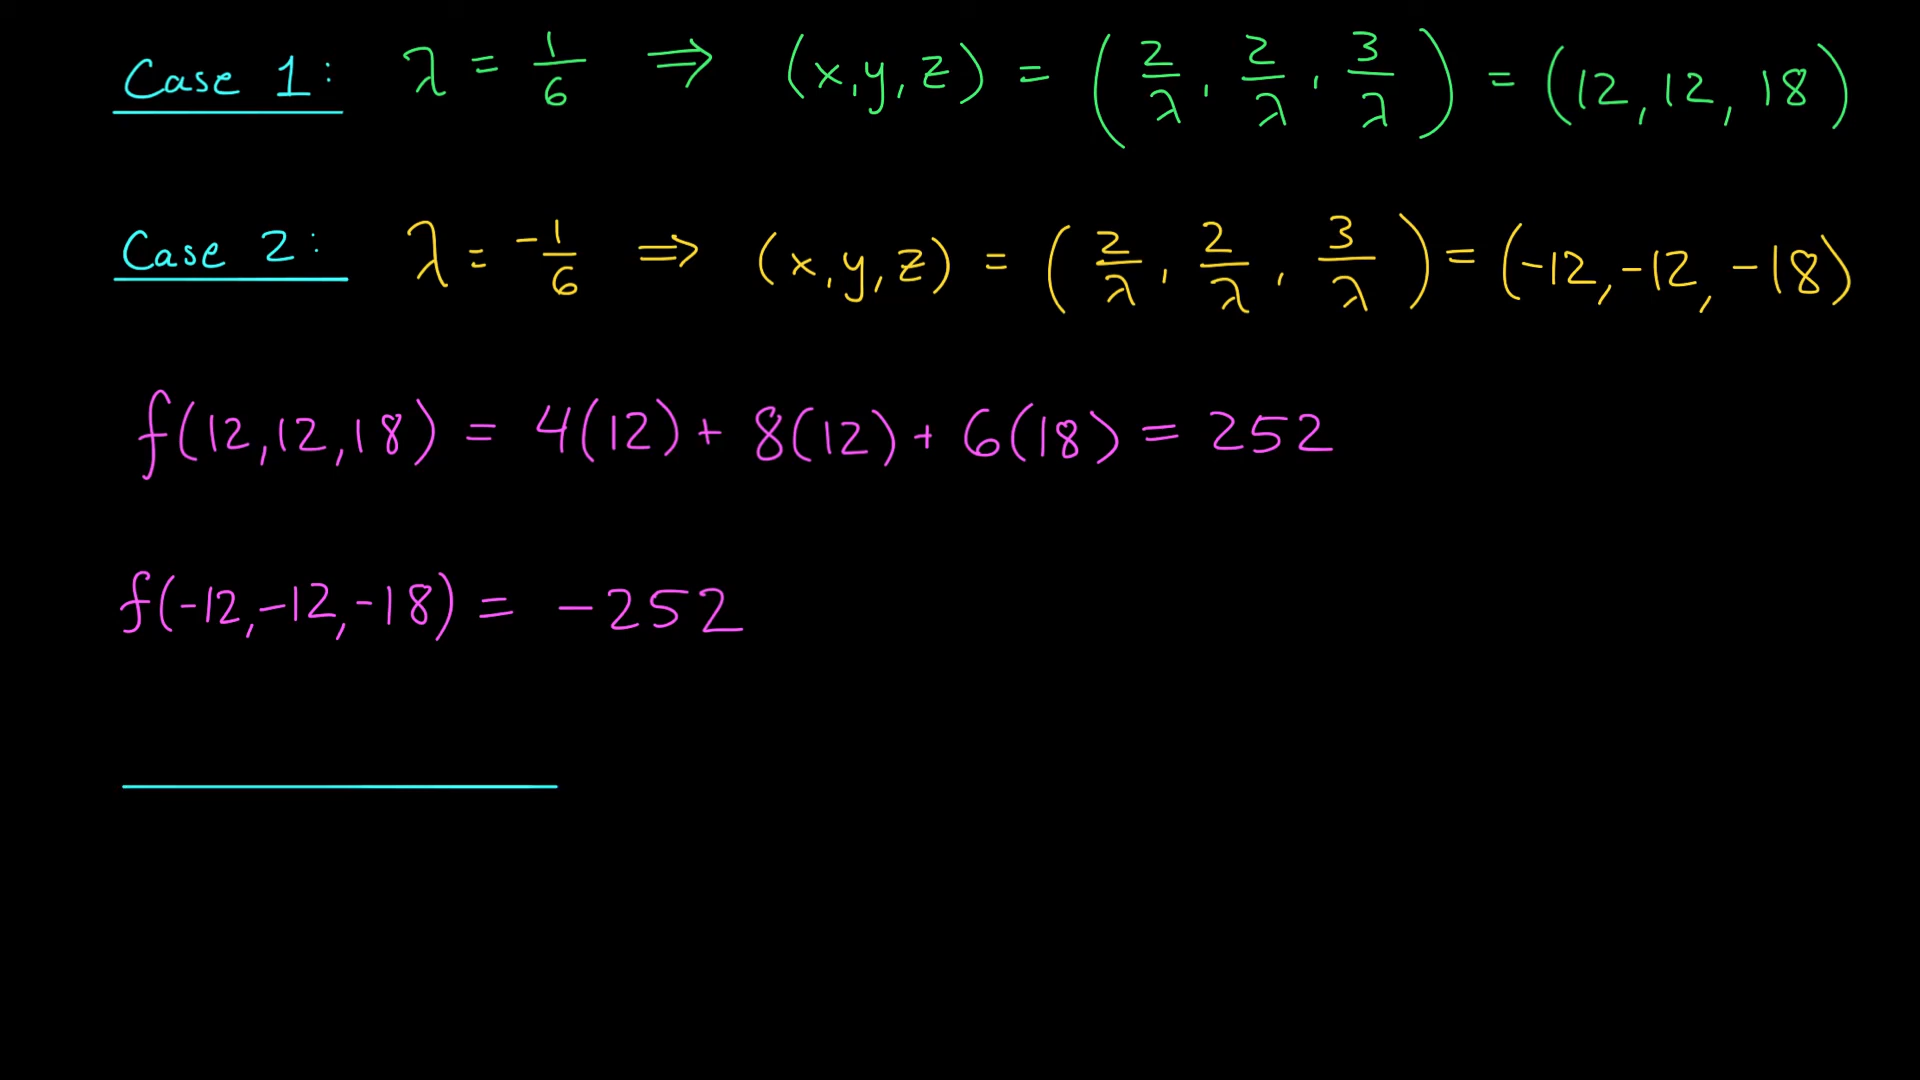 Case 1: λ = 1/6 ⇒ (x,y,z) = (2/λ, 2/λ, 3/λ) = (12, 12, 18)
Case 2: λ = -1/6 ⇒ (x,y,z) = (2/λ, 2/λ, 3/λ) = (-12, -12, -18)
f(12,12,18) = 4(12) + 8(12) + 6(18) = 252
f(-12,-12,-18) = -252